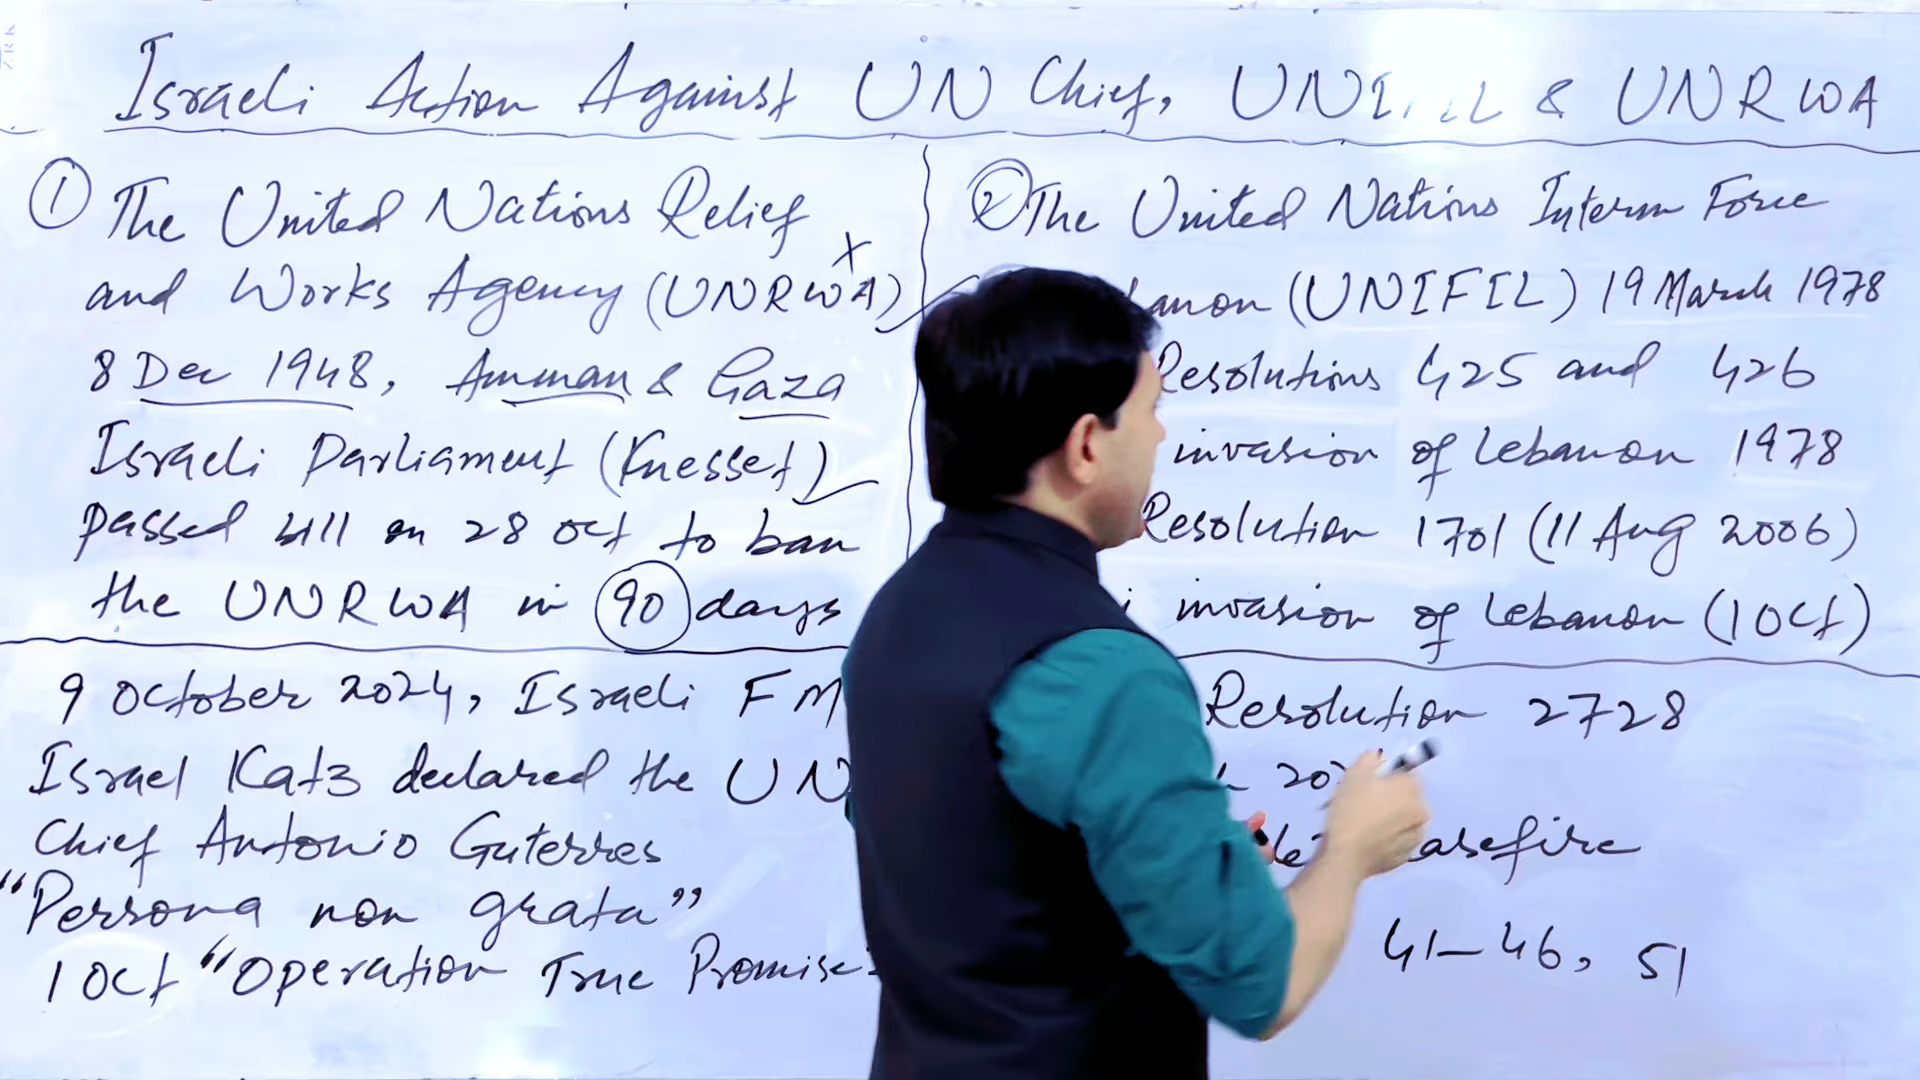 Israeli Action Against UN Chief, UNIFIL & UNRWA
① The United Nations Relief
and Works Agency (UNRWA)
8 Dec 1948, Amman & Gaza
Israeli Parliament (Knesset)
passed bill on 28 Oct to ban
the UNRWA in 90 days
② The United Nations Interim Force
(UNIFIL) 19 March 1978
Resolutions 425 and 426
invasion of Lebanon 1978
Resolution 1701 (11 Aug 2006)
invasion of Lebanon (1 Oct)
9 October 2024, Israeli FM
Israel Katz declared the UN
Chief Antonio Guterres
"Persona non grata"
1 Oct "Operation True Promise
Resolution 2728
41-46, 51